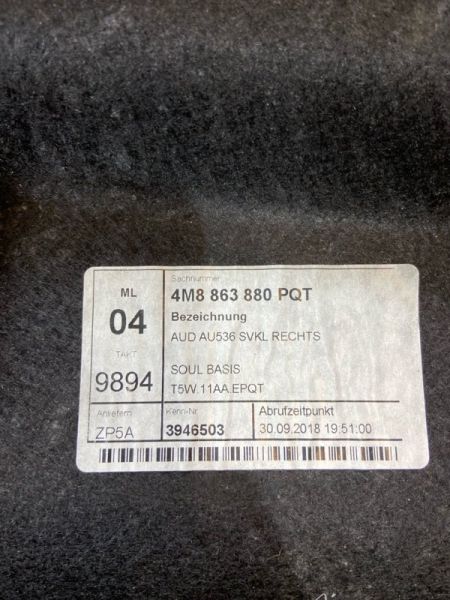 ML
04
TAKT
9894
Anliefern
ZP5A
Sachnummer
4M8 863 880 PQT
Bezeichnung
AUD AU536 SVKL RECHTS
SOUL BASIS
T5W.11AA.EPQT
Kenn-Nr.
3946503
Abrufzeitpunkt
30.09.2018 19:51:00